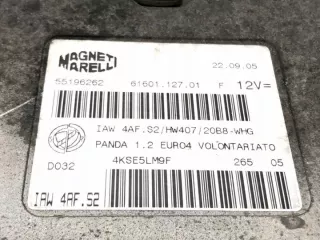 MAGNETI MARELLI 22.09.05
55196262 61601.127.01 F 12V=
IAW 4AF.S2/HW407/20B8-WHG
PANDA 1.2 EURO4 VOLONTARIATO
D032 4KSE5LM9F 265 05
IAW 4AF.S2